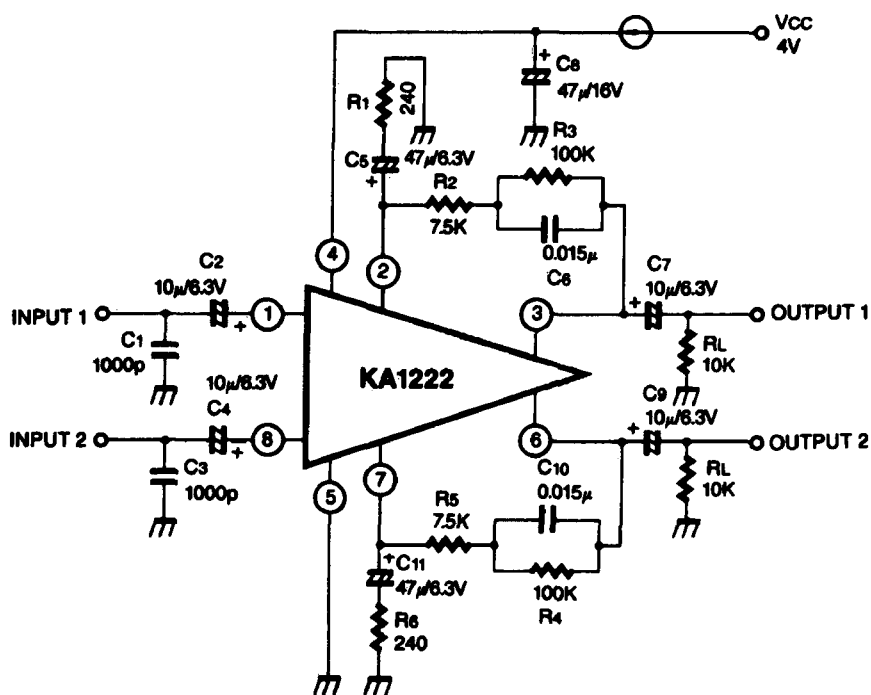 VCC
4V
C8
47μ/16V
R1
240
R3
100K
C5
47μ/6.3V
R2
7.5K
0.015μ
C6
4
2
C2
10μ/6.3V
C7
10μ/6.3V
INPUT 1
+
1
3
+
OUTPUT 1
C1
1000p
KA1222
RL
10K
10μ/6.3V
C4
C9
10μ/6.3V
INPUT 2
+
8
6
+
OUTPUT 2
C3
1000p
5
7
C10
0.015μ
R5
7.5K
RL
10K
+
C11
47μ/6.3V
100K
R4
R6
240
+
+